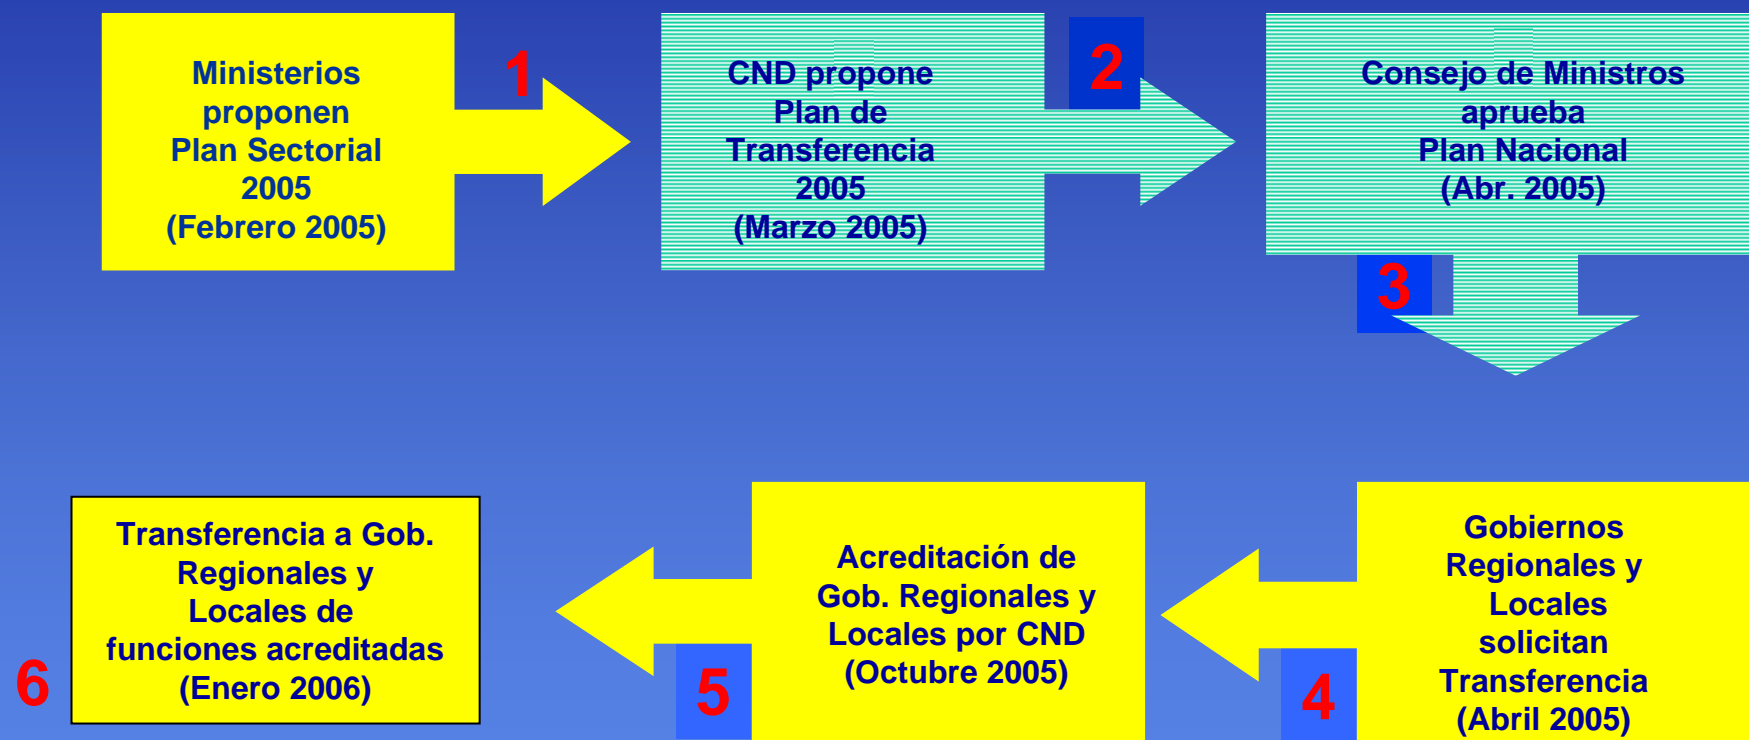 Ministerios
proponen
Plan Sectorial
2005
(Febrero 2005)
1
CND propone
Plan de
Transferencia
2005
(Marzo 2005)
2
Consejo de Ministros
aprueba
Plan Nacional
(Abr. 2005)
3
Gobiernos
Regionales y
Locales
solicitan
Transferencia
(Abril 2005)
4
Acreditación de
Gob. Regionales y
Locales por CND
(Octubre 2005)
5
Transferencia a Gob.
Regionales y
Locales de
funciones acreditadas
(Enero 2006)
6